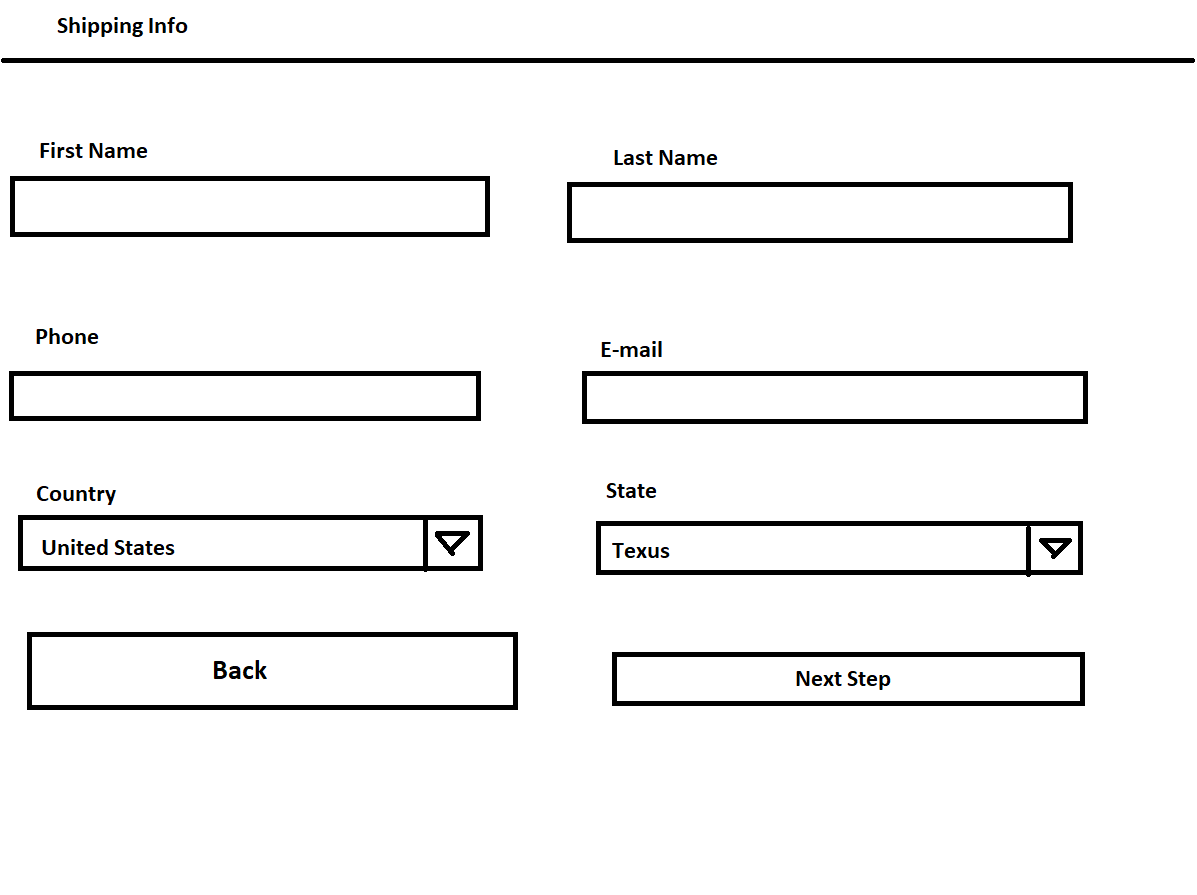 Shipping Info
First Name
Last Name
Phone
E-mail
Country
State
United States
Texus
Back
Next Step